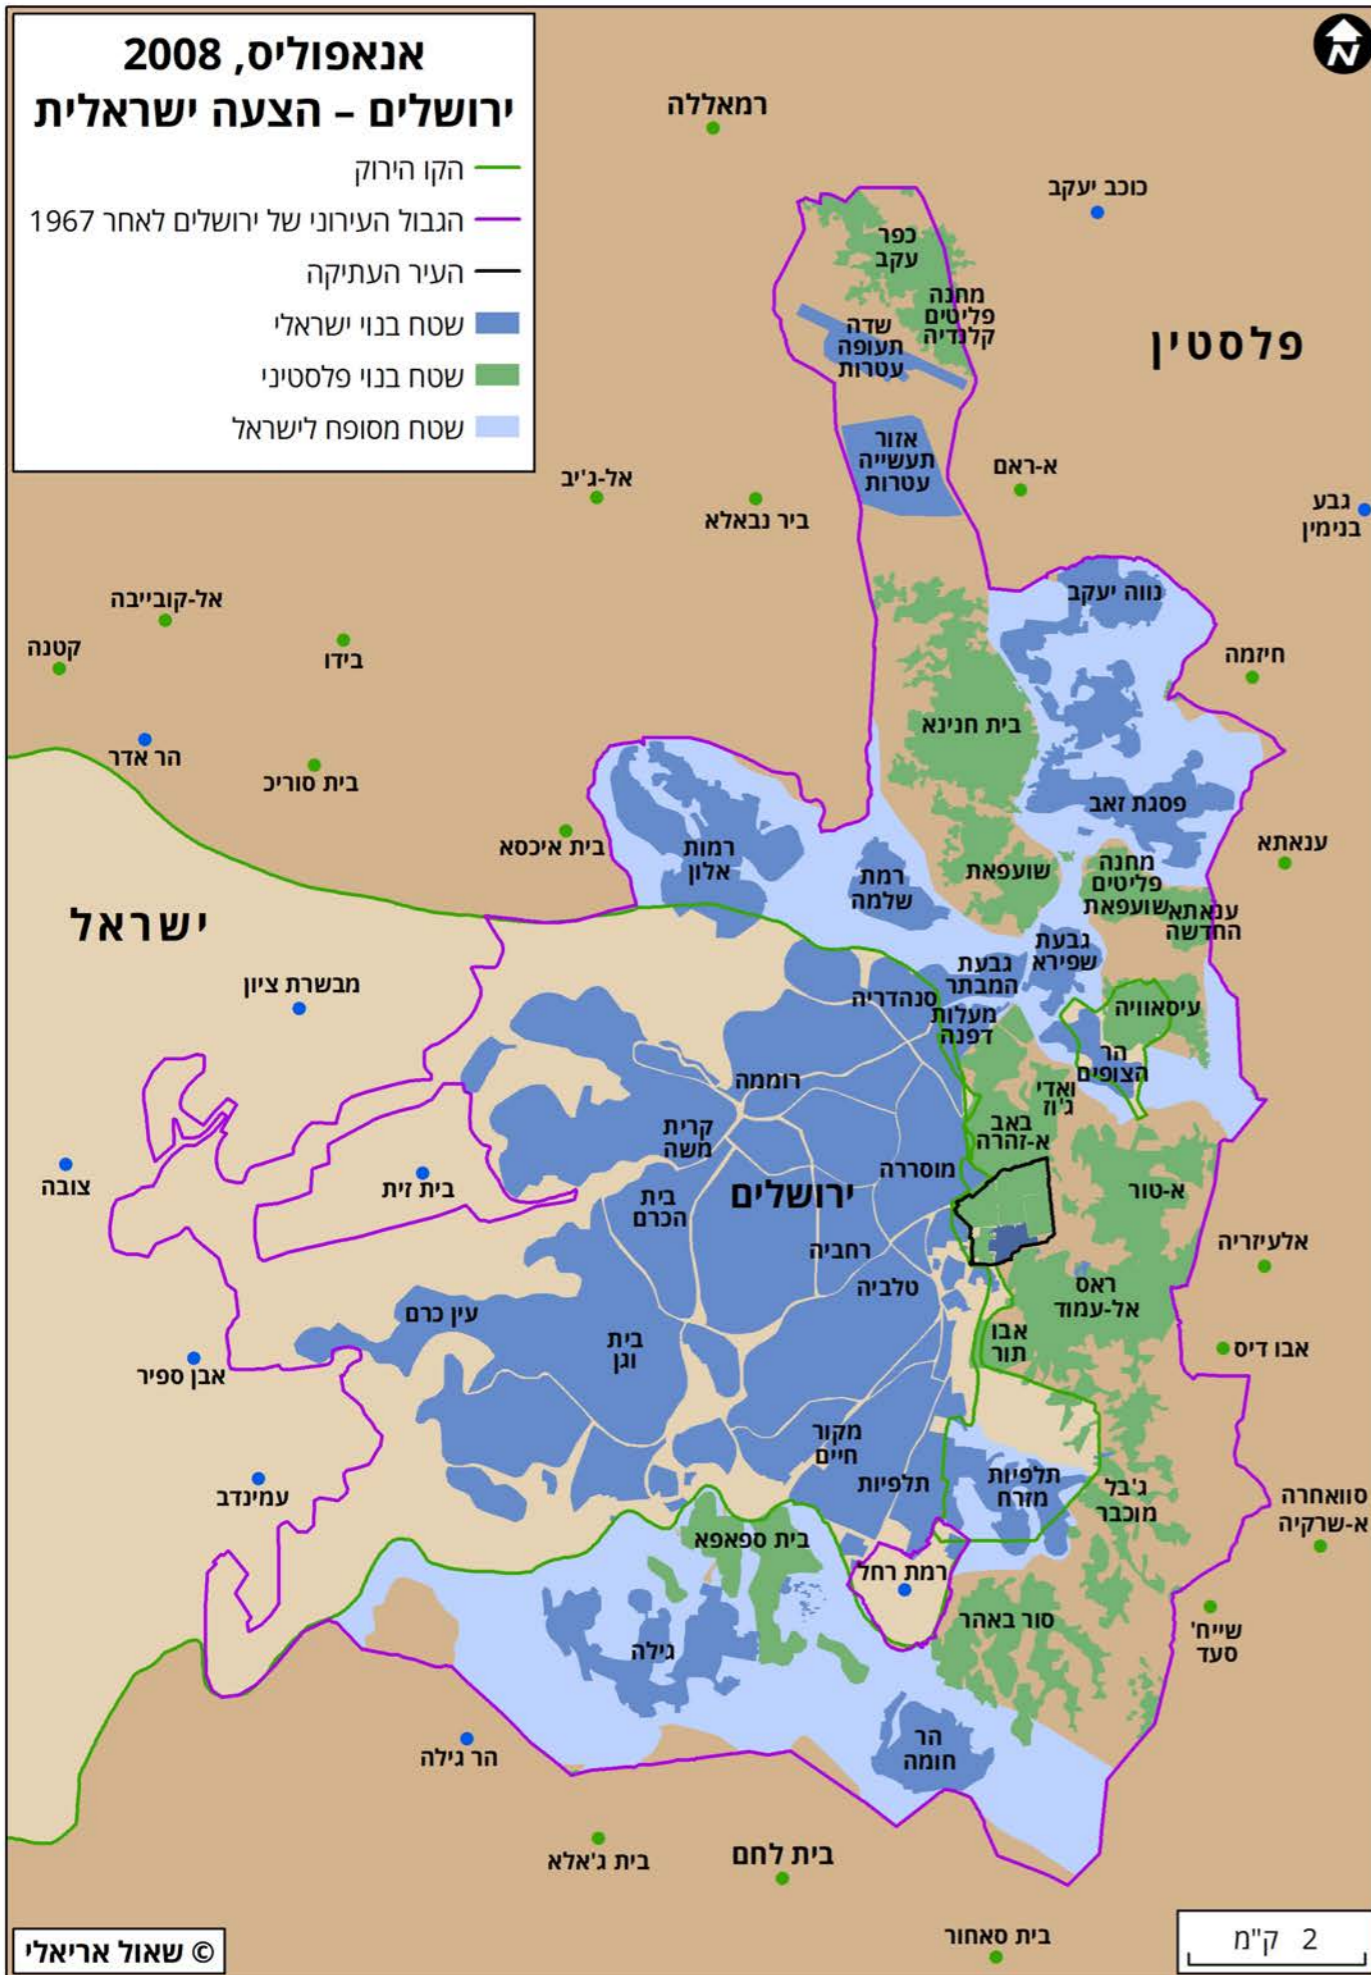 אנאפוליס, 2008
ירושלים – הצעה ישראלית
הקו הירוק
הגבול העירוני של ירושלים לאחר 1967
העיר העתיקה
שטח בנוי ישראלי
שטח בנוי פלסטיני
שטח מסופח לישראל
N
רמאללה
כוכב יעקב
כפר
עקב
מחנה
פליטים
קלנדיה
שדה
תעופה
עטרות
פלסטין
אזור
תעשייה
עטרות
א-ראם
אל-ג'יב
ביר נבאלא
גבע
בנימין
נווה יעקב
אל-קובייבה
קטנה
בידו
חיזמה
בית חנינא
הר אדר
בית סוריכ
פסגת זאב
בית איכסא
רמות
אלון
רמת
שלמה
שועפאת
מחנה
פליטים
שועפאת
ענאתא
ענאתא
החדשה
ישראל
גבעת
שפירא
גבעת
המבתר
מבשרת ציון
סנהדריה
מעלות
דפנה
עיסאוויה
הר
הצופים
רוממה
ואדי
ג'וז
קרית
משה
באב
א-זהרה
מוסררה
צובה
בית זית
בית
הכרם
ירושלים
א-טור
רחביה
אלעיזריה
טלביה
ראס
אל-עמוד
עין כרם
בית
וגן
אבו
תור
אבו דיס
אבן ספיר
מקור
חיים
תלפיות
תלפיות
מזרח
ג'בל
מוכבר
עמינדב
סוואחרה
א-שרקיה
בית ספאפא
רמת רחל
סור באהר
שייח'
סעד
גילה
הר גילה
הר
חומה
בית ג'אלא
בית לחם
בית סאחור
© שאול אריאלי
2 ק"מ